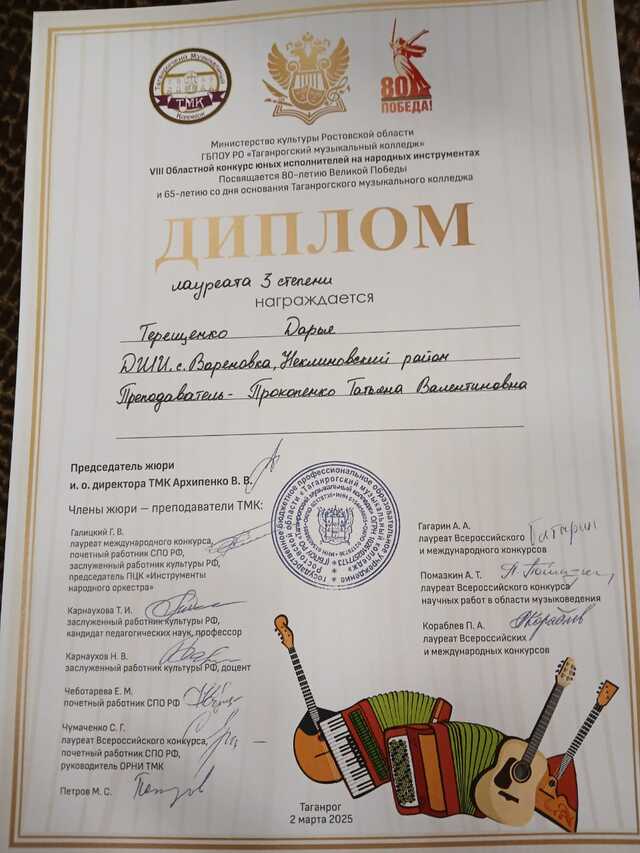 Таганрогский Музыкальный
ТМК
Колледж
80
ПОБЕДА!
Министерство культуры Ростовской области
ГБПОУ РО «Таганрогский музыкальный колледж»
VIII Областной конкурс юных исполнителей на народных инструментах
Посвящается 80-летию Великой Победы
и 65-летию со дня основания Таганрогского музыкального колледжа
ДИПЛОМ
лауреата 3 степени
награждается
Терещенко Дарье
ДШИ с. Вареновка, Неклиновский район
Преподаватель- Прокопенко Татьяна Валентиновна
Председатель жюри
и. о. директора ТМК Архипенко В. В.
Члены жюри — преподаватели ТМК:
Галицкий Г. В.
лауреат международного конкурса,
почетный работник СПО РФ,
заслуженный работник культуры РФ,
председатель ПЦК «Инструменты
народного оркестра»
Карнаухова Т. И.
заслуженный работник культуры РФ,
кандидат педагогических наук, профессор
Карнаухов Н. В.
заслуженный работник культуры РФ, доцент
Чеботарева Е. М.
почетный работник СПО РФ
Чумаченко С. Г.
лауреат Всероссийского конкурса,
почетный работник СПО РФ,
руководитель ОРНИ ТМК
Петров М. С.
Гагарин А. А. Гагарин
лауреат Всероссийского
и международного конкурсов
Помазкин А. Т.
лауреат Всероссийского конкурса
научных работ в области музыковедения
Кораблев П. А. Кораблев
лауреат Всероссийских
и международных конкурсов
Таганрог
2 марта 2025